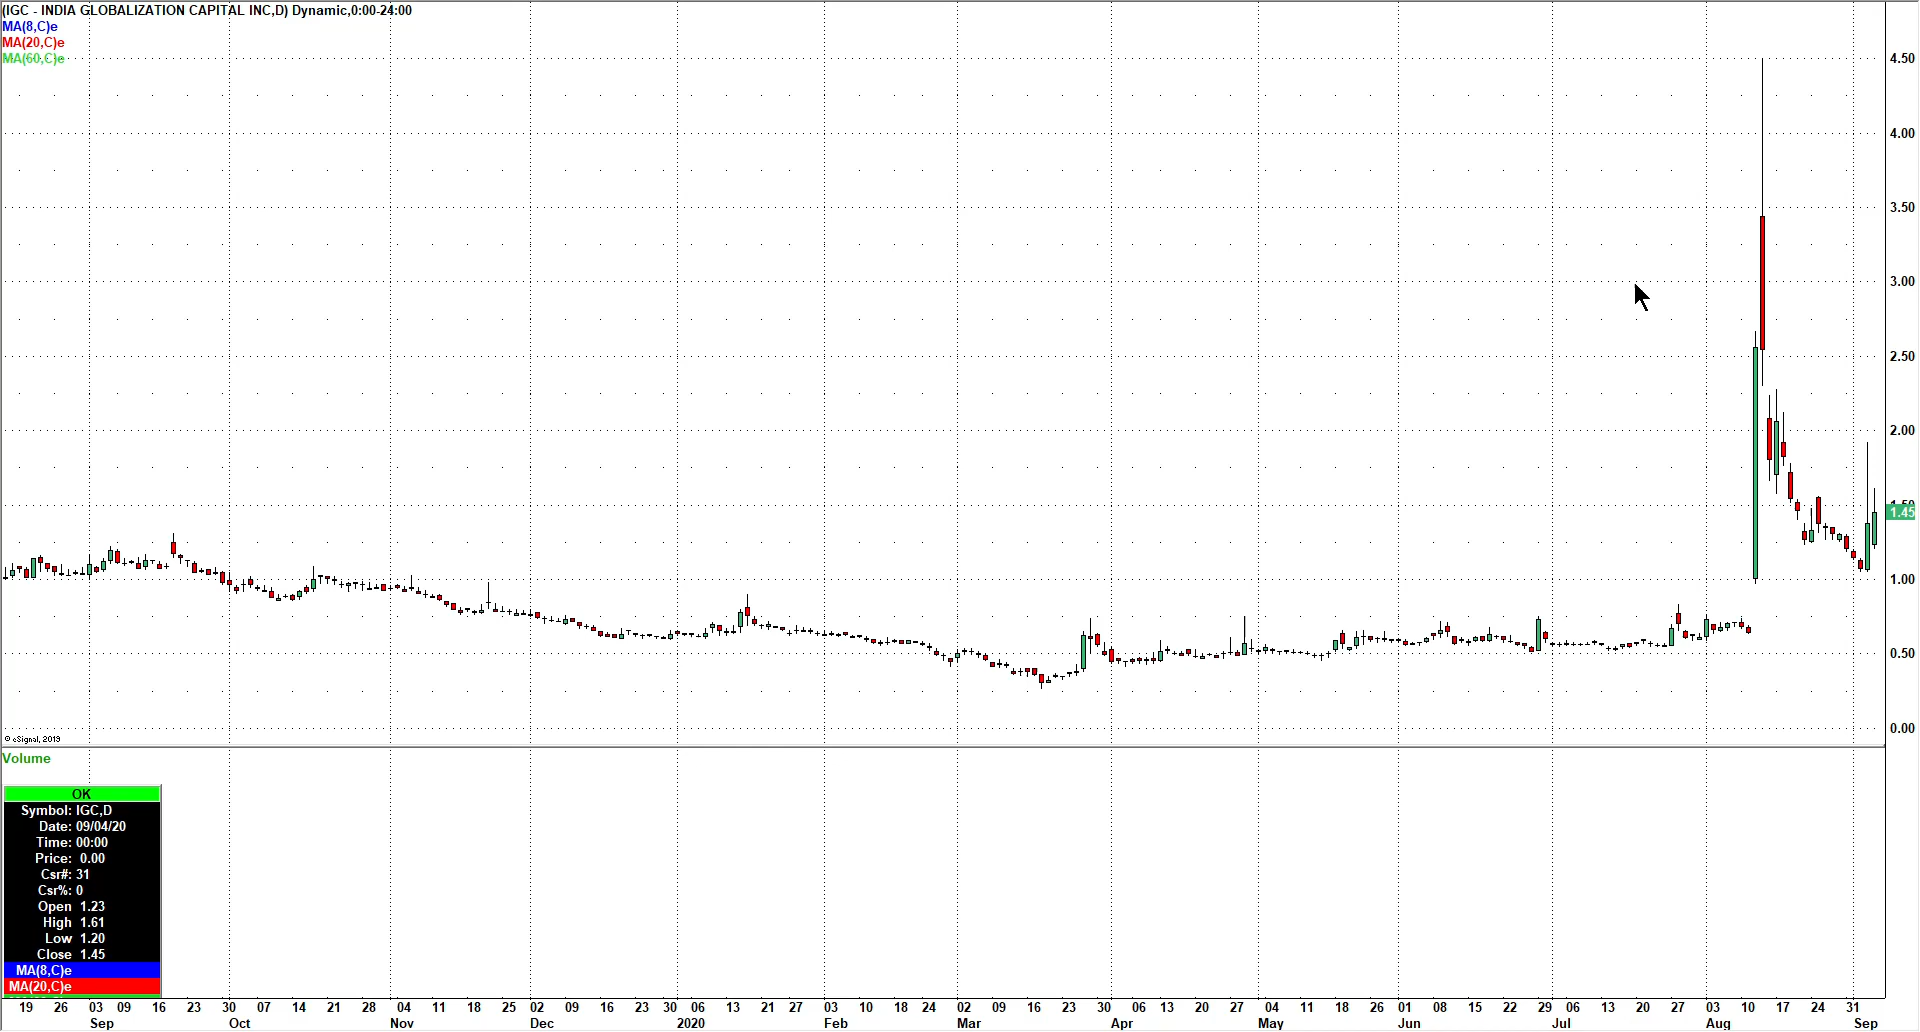 (IGC - INDIA GLOBALIZATION CAPITAL INC,D) Dynamic,0:00-24:00
MA(8,C)e
MA(20,C)e
MA(60,C)e
4.50
4.00
3.50
3.00
2.50
2.00
1.50
1.45
1.00
0.50
0.00
© eSignal, 2019
Volume
OK
Symbol: IGC,D
Date: 09/04/20
Time: 00:00
Price: 0.00
Csr#: 31
Csr%: 0
Open 1.23
High 1.61
Low 1.20
Close 1.45
MA(8,C)e
MA(20,C)e
19 26 03 09 16 23 30 07 14 21 28 04 11 18 25 02 09 16 23 30 06 13 21 27 03 10 18 24 02 09 16 23 30 06 13 20 27 04 11 18 26 01 08 15 22 29 06 13 20 27 03 10 17 24 31
Sep Oct Nov Dec 2020 Feb Mar Apr May Jun Jul Aug Sep